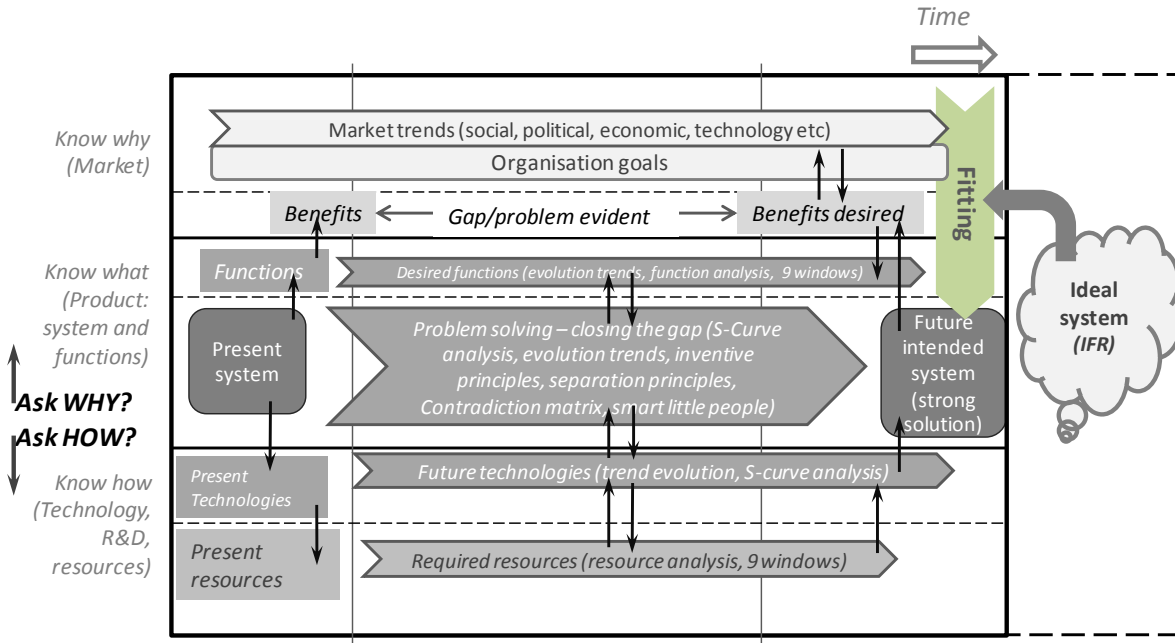 Time
Know why
(Market)
Market trends (social, political, economic, technology etc)
Organisation goals
Benefits
Gap/problem evident
Benefits desired
Fitting
Know what
(Product:
system and
functions)
Functions
Desired functions (evolution trends, function analysis, 9 windows)
Present
system
Problem solving – closing the gap (S-Curve
analysis, evolution trends, inventive
principles, separation principles,
Contradiction matrix, smart little people)
Future
intended
system
(strong
solution)
Ideal
system
(IFR)
Ask WHY?
Ask HOW?
Know how
(Technology,
R&D,
resources)
Present
Technologies
Future technologies (trend evolution, S-curve analysis)
Present
resources
Required resources (resource analysis, 9 windows)